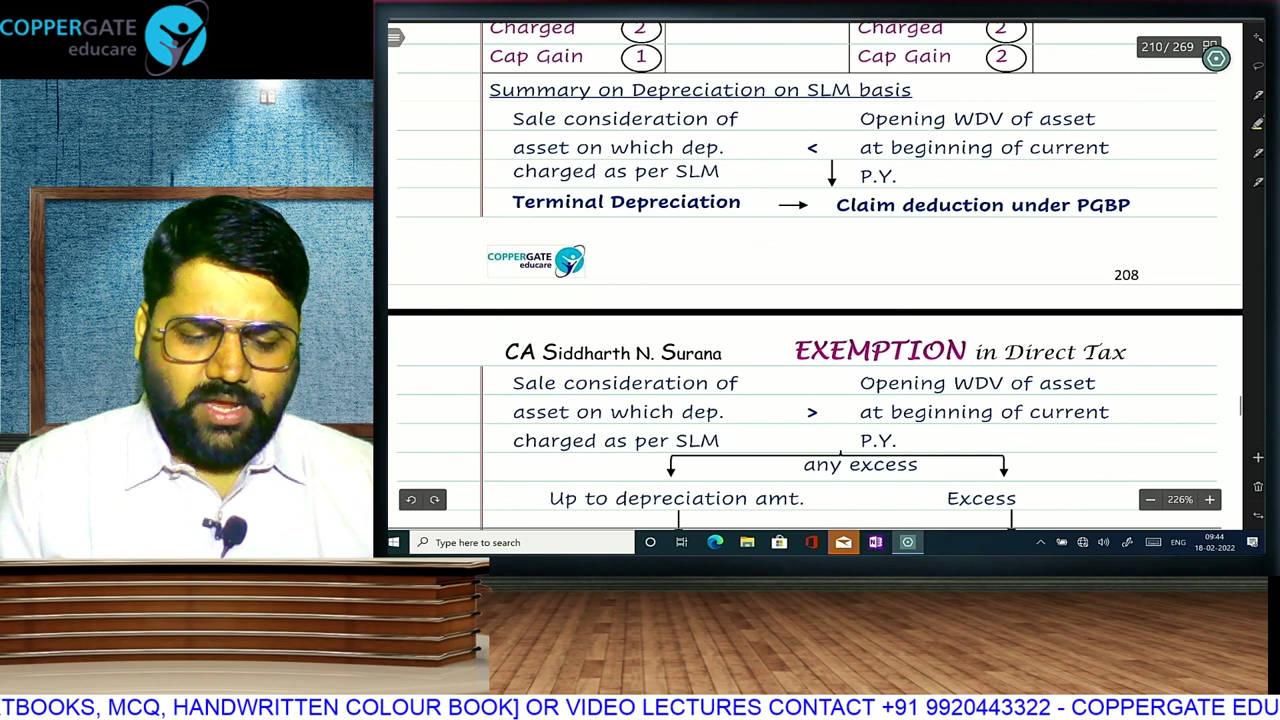 COPPERGATE
educare
Charged 2 Charged 2
210 / 269
Cap Gain 1 Cap Gain 2
Summary on Depreciation on SLM basis
Sale consideration of Opening WDV of asset
asset on which dep. < at beginning of current
charged as per SLM P.Y.
Terminal Depreciation → Claim deduction under PGBP
COPPERGATE
educare
208
CA Siddharth N. Surana EXEMPTION in Direct Tax
Sale consideration of Opening WDV of asset
asset on which dep. > at beginning of current
charged as per SLM P.Y.
any excess
Up to depreciation amt. Excess
226%
Type here to search
ENG
09:44
18-02-2022
TBOOKS, MCQ, HANDWRITTEN COLOUR BOOK] OR VIDEO LECTURES CONTACT +91 9920443322 - COPPERGATE EDU